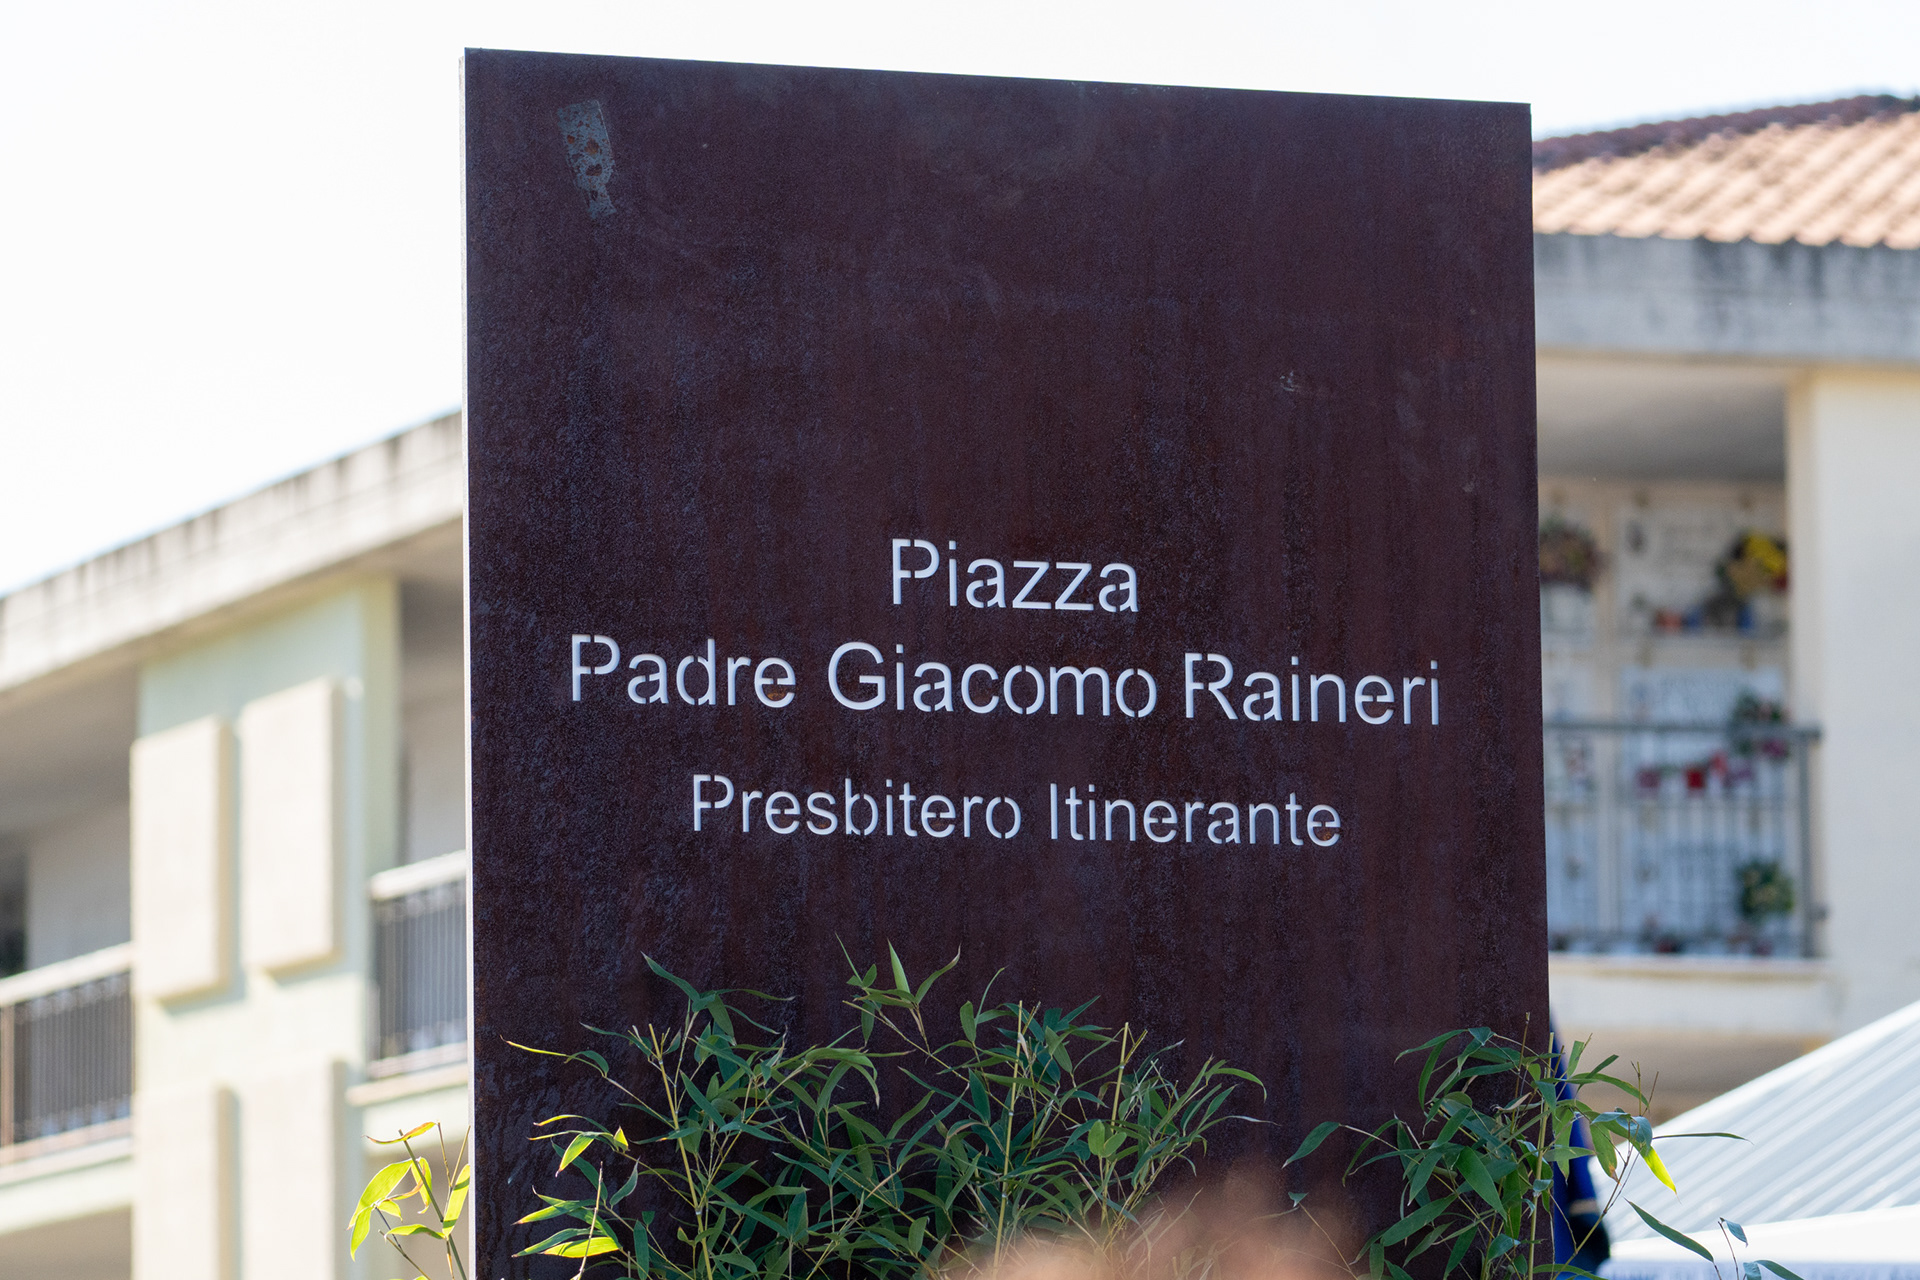 Piazza
Padre Giacomo Raineri
Presbitero Itinerante